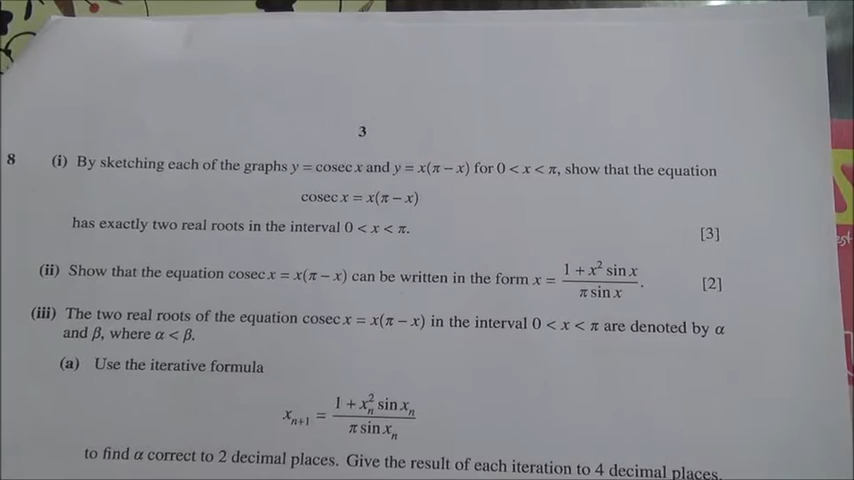 3
8 (i) By sketching each of the graphs y = cosec x and y = x(π − x) for 0 < x < π, show that the equation
cosec x = x(π − x)
has exactly two real roots in the interval 0 < x < π. [3]
(ii) Show that the equation cosec x = x(π − x) can be written in the form x = (1 + x² sin x)/(π sin x). [2]
(iii) The two real roots of the equation cosec x = x(π − x) in the interval 0 < x < π are denoted by α
and β, where α < β.
(a) Use the iterative formula
xₙ₊₁ = (1 + xₙ² sin xₙ)/(π sin xₙ)
to find α correct to 2 decimal places. Give the result of each iteration to 4 decimal places.